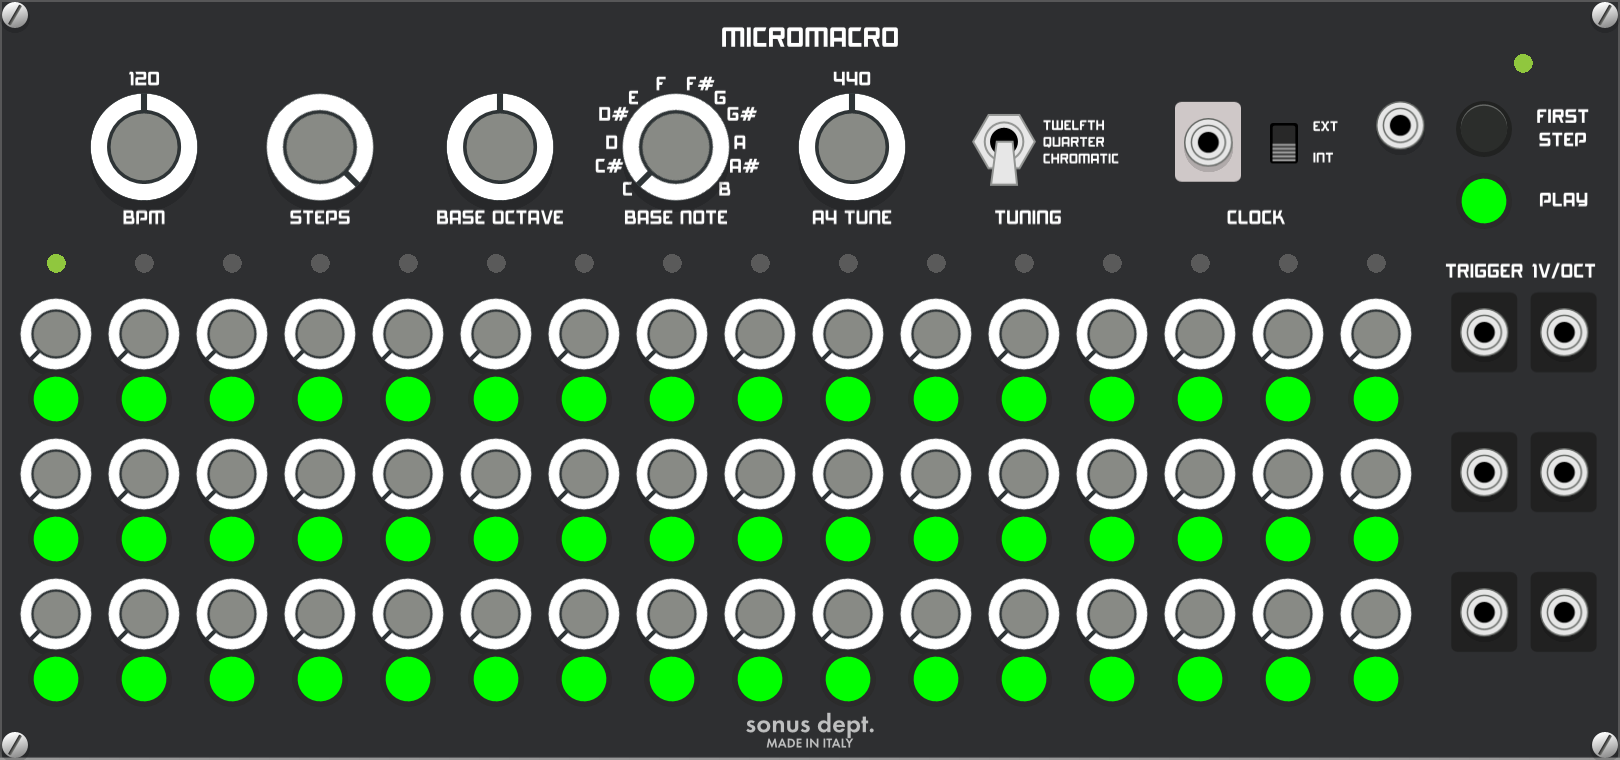 MICROMACRO
120
440
F
F#
E
G
D#
G#
D
A
C#
A#
C
B
TWELFTH
QUARTER
CHROMATIC
EXT
INT
FIRST
STEP
BPM
STEPS
BASE OCTAVE
BASE NOTE
A4 TUNE
TUNING
CLOCK
PLAY
TRIGGER
1V/OCT
sonus dept.
MADE IN ITALY